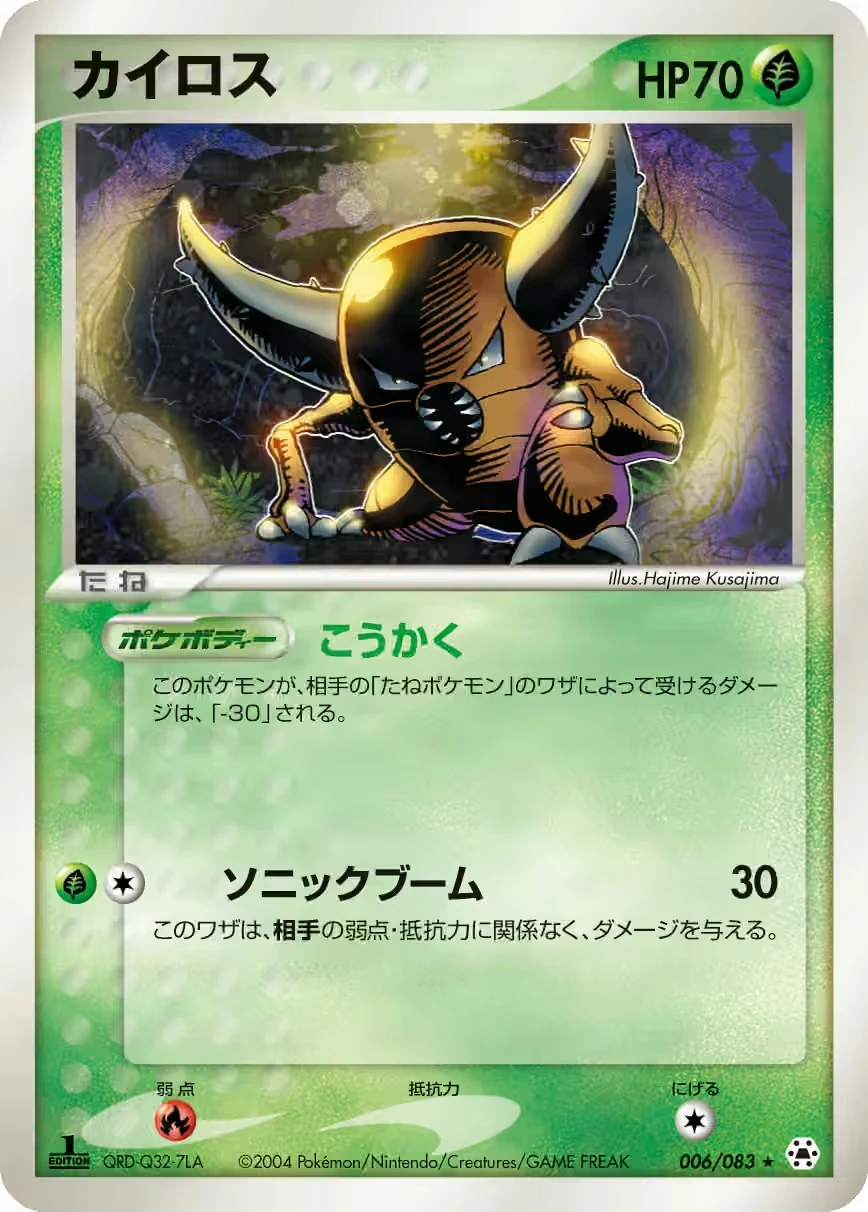 カイロス HP70
たね Illus.Hajime Kusajima
ポケボディー こうかく
このポケモンが、相手の「たねポケモン」のワザによって受けるダメー
ジは、「-30」される。
ソニックブーム 30
このワザは、相手の弱点・抵抗力に関係なく、ダメージを与える。
弱点 抵抗力 にげる
1 EDITION QRD-Q32-7LA ©2004 Pokémon/Nintendo/Creatures/GAME FREAK 006/083 ★